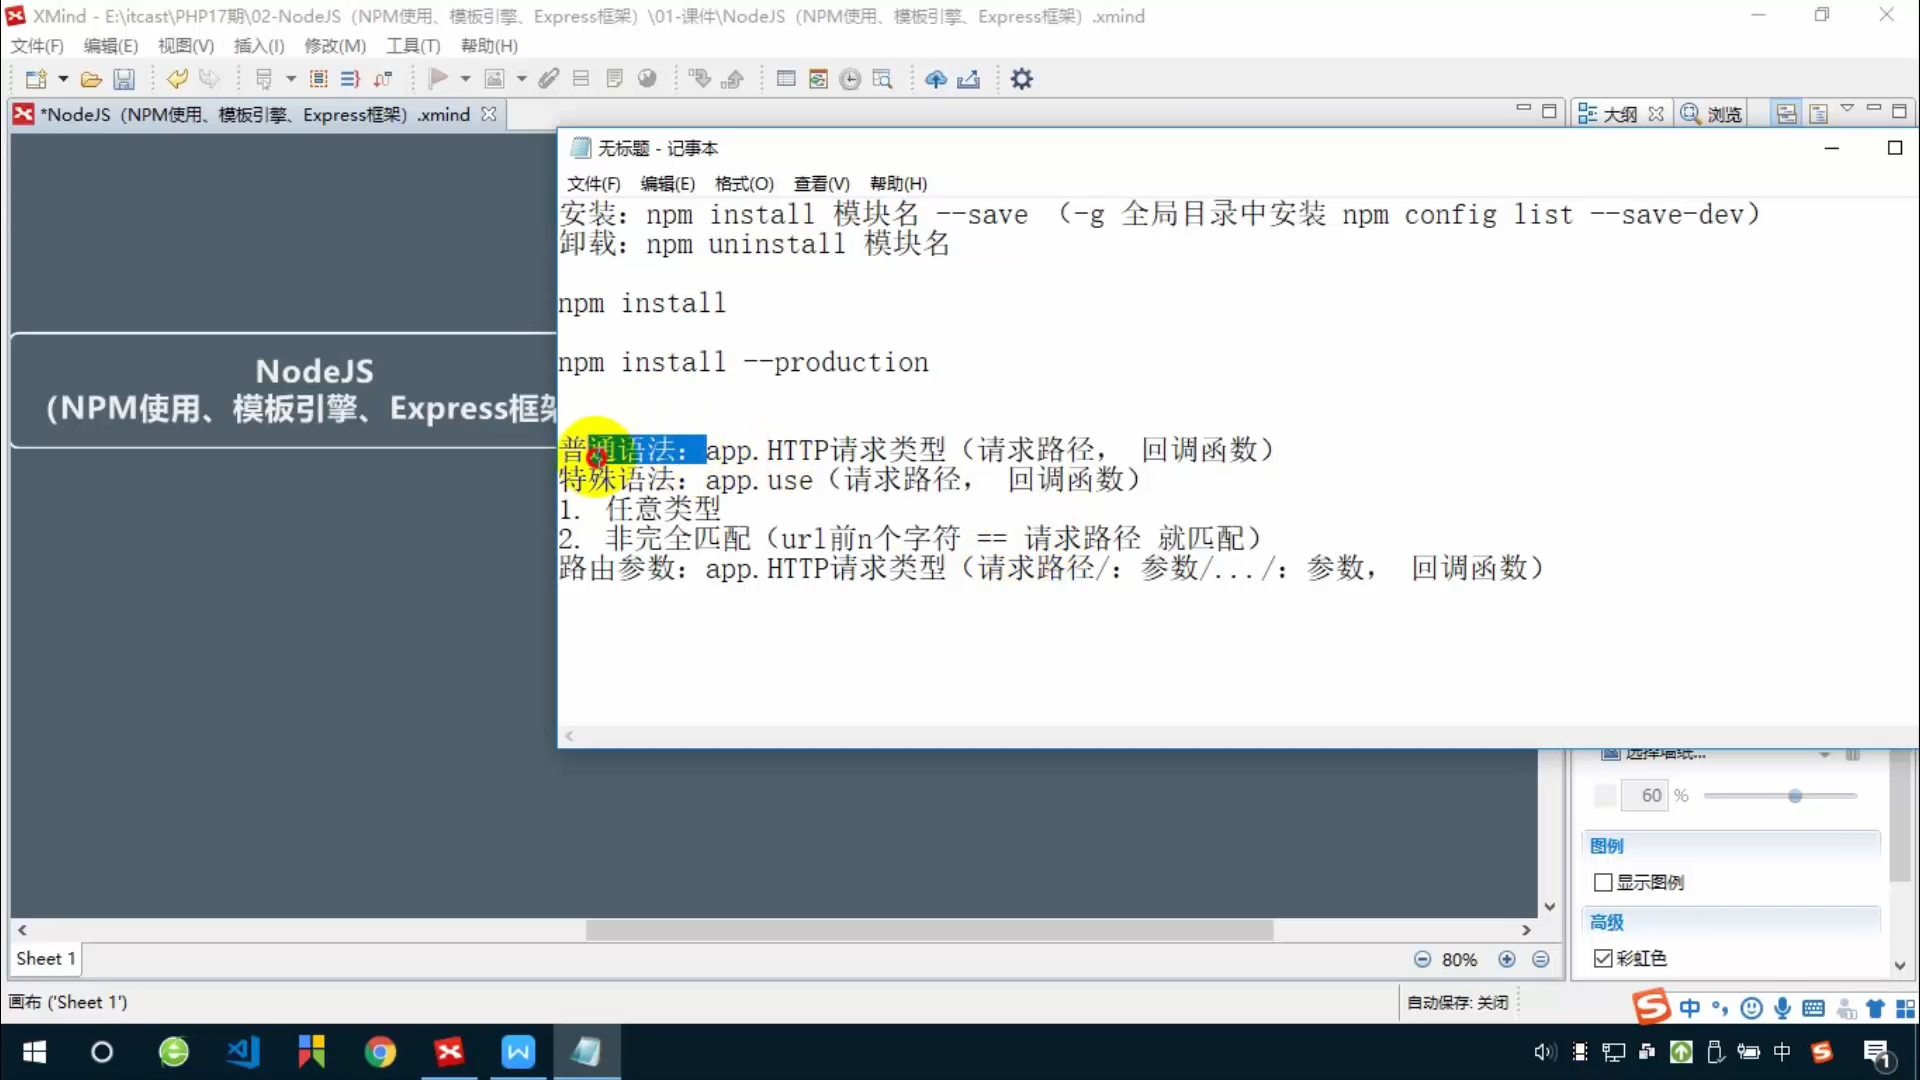 XMind - E:\itcast\PHP17期\02-NodeJS（NPM使用、模板引擎、Express框架）\01-课件\NodeJS（NPM使用、模板引擎、Express框架）.xmind
文件(F) 编辑(E) 视图(V) 插入(I) 修改(M) 工具(T) 帮助(H)
*NodeJS（NPM使用、模板引擎、Express框架）.xmind
大纲 浏览
无标题 - 记事本
文件(F) 编辑(E) 格式(O) 查看(V) 帮助(H)
安装：npm install 模块名 --save （-g 全局目录中安装 npm config list --save-dev）
卸载：npm uninstall 模块名
npm install
npm install --production
NodeJS
（NPM使用、模板引擎、Express框架
普通语法：app.HTTP请求类型（请求路径， 回调函数）
特殊语法：app.use（请求路径， 回调函数）
1. 任意类型
2. 非完全匹配（url前n个字符 == 请求路径 就匹配）
路由参数：app.HTTP请求类型（请求路径/：参数/.../：参数， 回调函数）
选择墙纸...
60 %
图例
显示图例
高级
彩虹色
Sheet 1
80%
画布 ('Sheet 1')
自动保存: 关闭
中
中
1